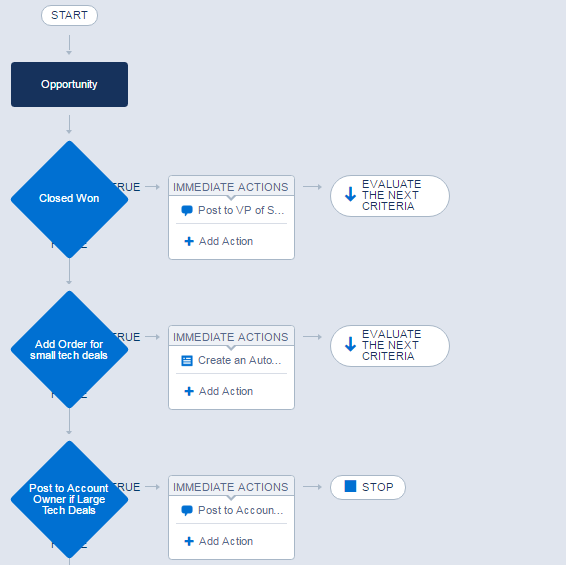 START
Opportunity
Closed Won
TRUE
IMMEDIATE ACTIONS
Post to VP of S...
Add Action
EVALUATE
THE NEXT
CRITERIA
Add Order for
small tech deals
TRUE
IMMEDIATE ACTIONS
Create an Auto...
Add Action
EVALUATE
THE NEXT
CRITERIA
Post to Account
Owner if Large
Tech Deals
TRUE
IMMEDIATE ACTIONS
Post to Accoun...
Add Action
STOP